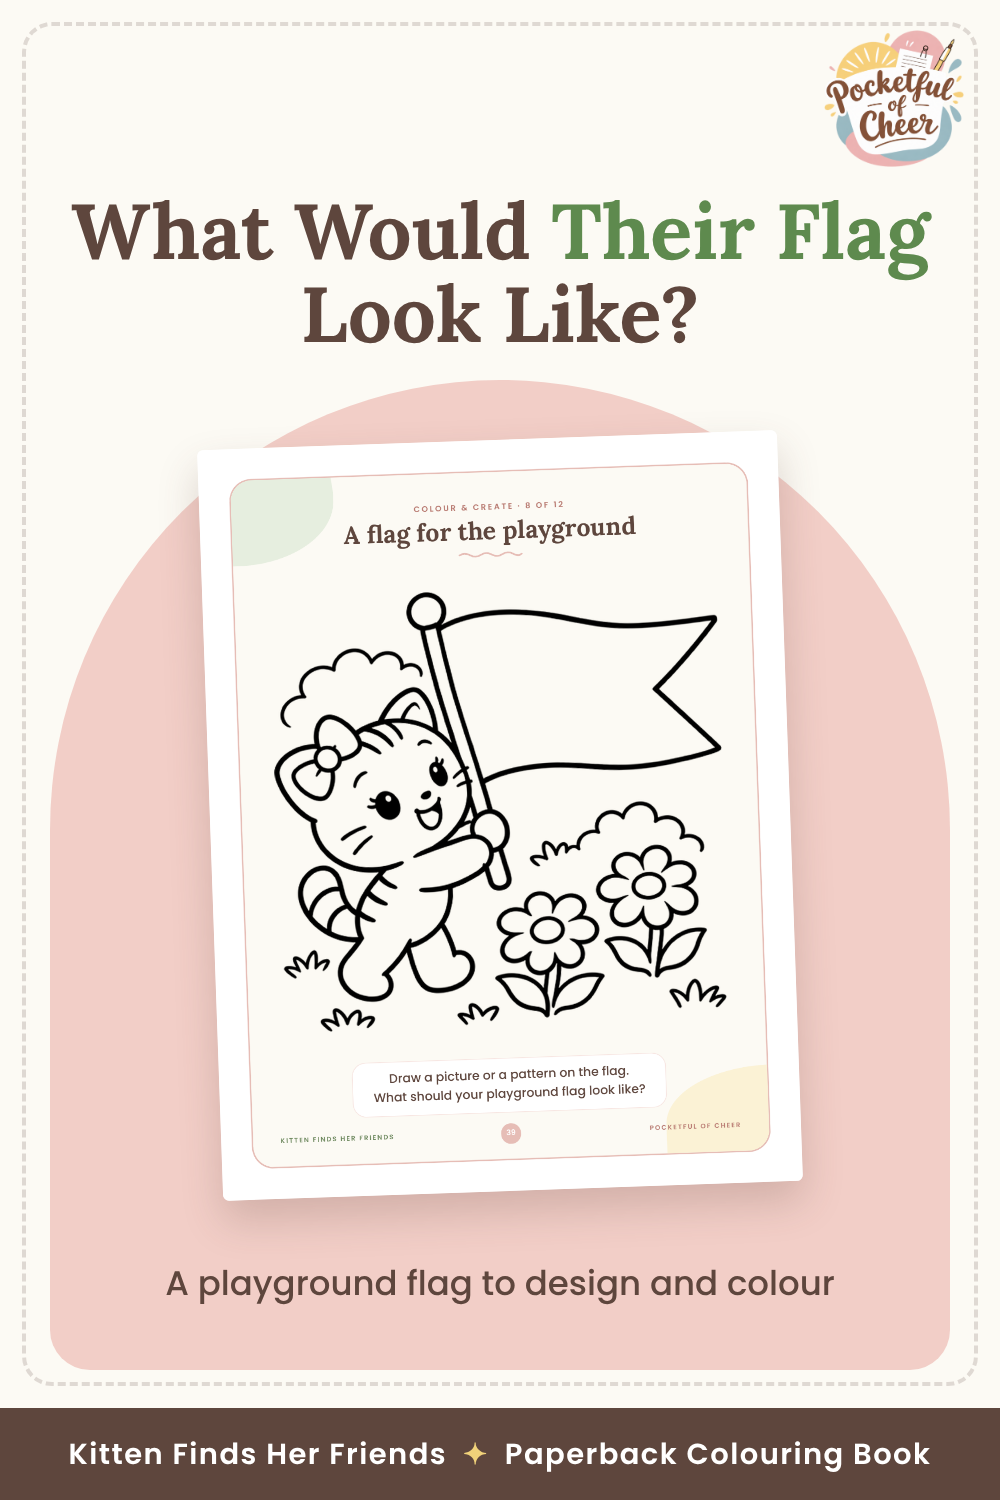 Pocketful
of
Cheer
What Would Their Flag
Look Like?
COLOUR & CREATE · 8 OF 12
A flag for the playground
Draw a picture or a pattern on the flag.
What should your playground flag look like?
KITTEN FINDS HER FRIENDS
39
POCKETFUL OF CHEER
A playground flag to design and colour
Kitten Finds Her Friends ✦ Paperback Colouring Book